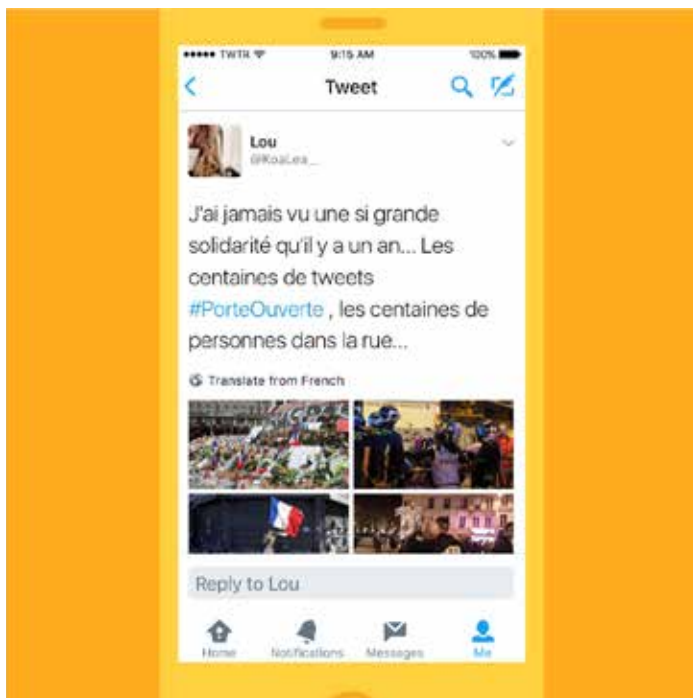 TWTR 9:15 AM 100%
Tweet
Lou
@KoaLea_
J'ai jamais vu une si grande
solidarité qu'il y a un an... Les
centaines de tweets
#PorteOuverte , les centaines de
personnes dans la rue...
Translate from French
Reply to Lou
Home Notifications Messages Me